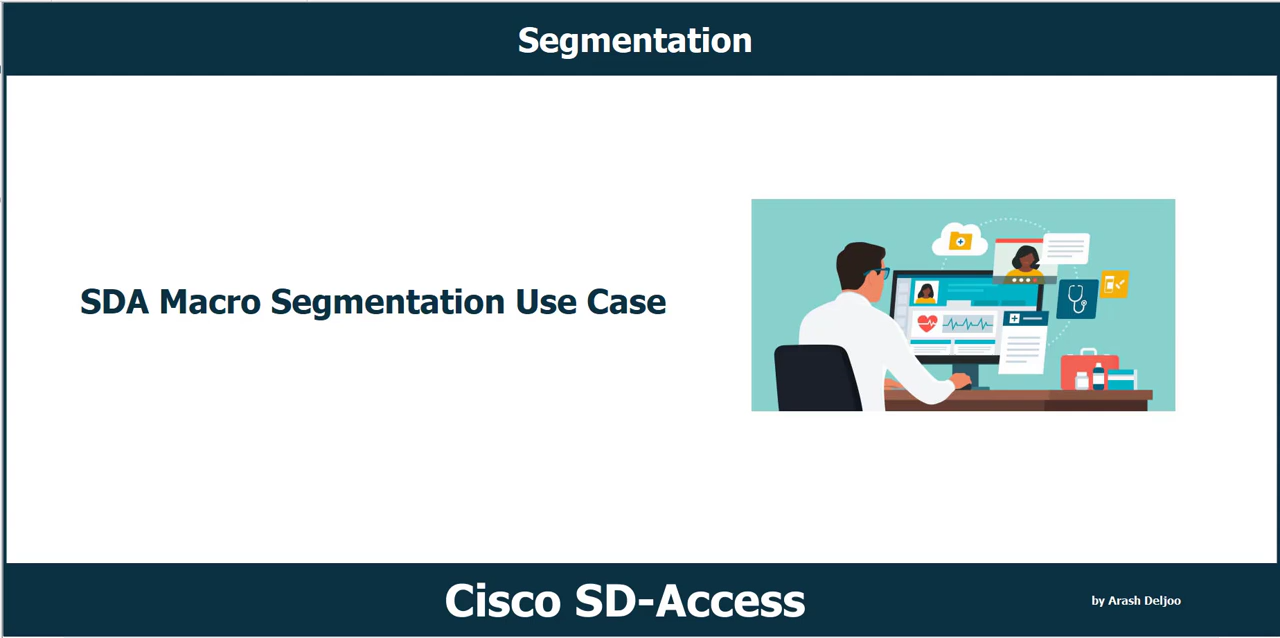 Segmentation
SDA Macro Segmentation Use Case
Cisco SD-Access
by Arash Deljoo